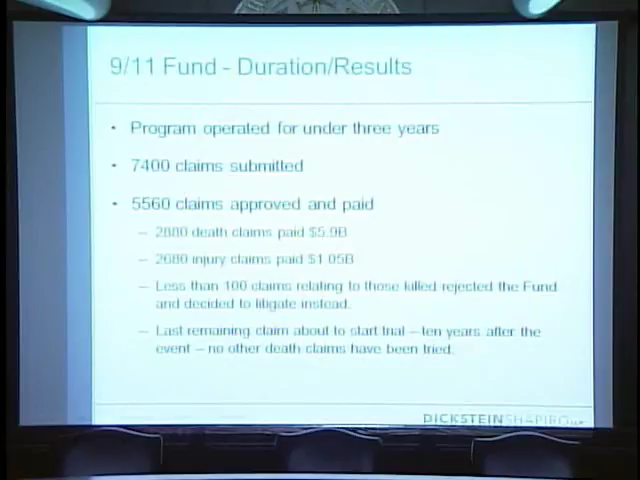 9/11 Fund - Duration/Results
• Program operated for under three years
• 7400 claims submitted
• 5560 claims approved and paid
– 2880 death claims paid $5.9B
– 2680 injury claims paid $1.05B
– Less than 100 claims relating to those killed rejected the Fund
and decided to litigate instead.
– Last remaining claim about to start trial – ten years after the
event – no other death claims have been tried.
DICKSTEINSHAPIRO LLP